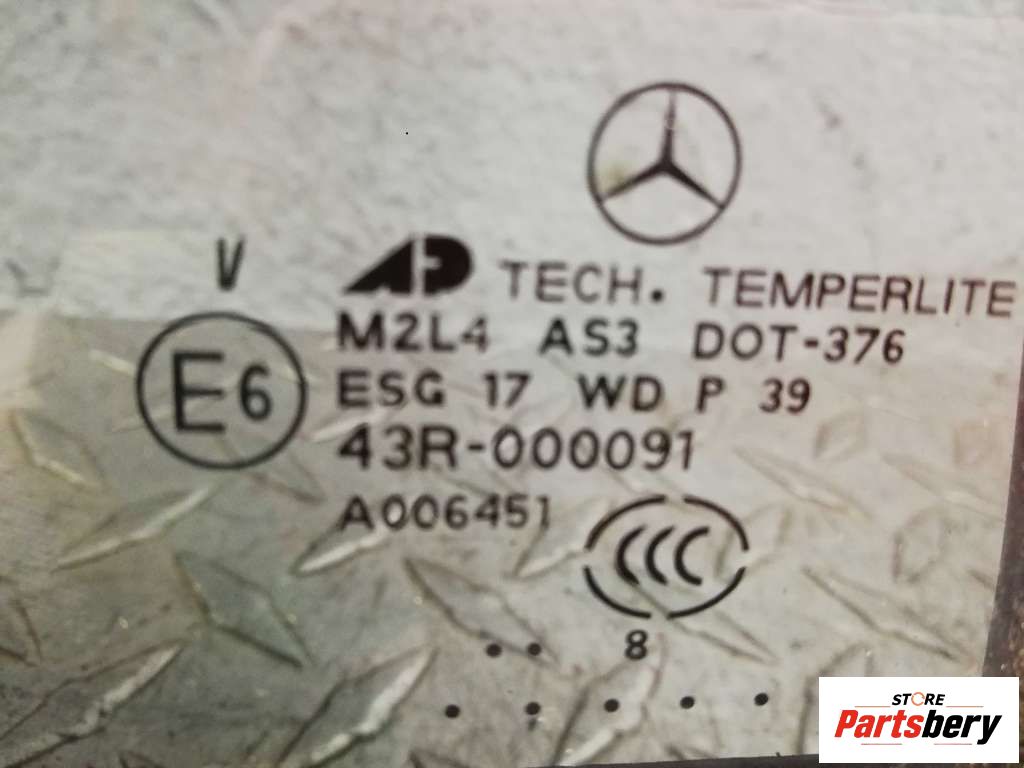 V
AP TECH. TEMPERLITE
E6
M2L4 AS3 DOT-376
ESG 17 WD P 39
43R-000091
A006451
CCC
8
STORE
Partsbery